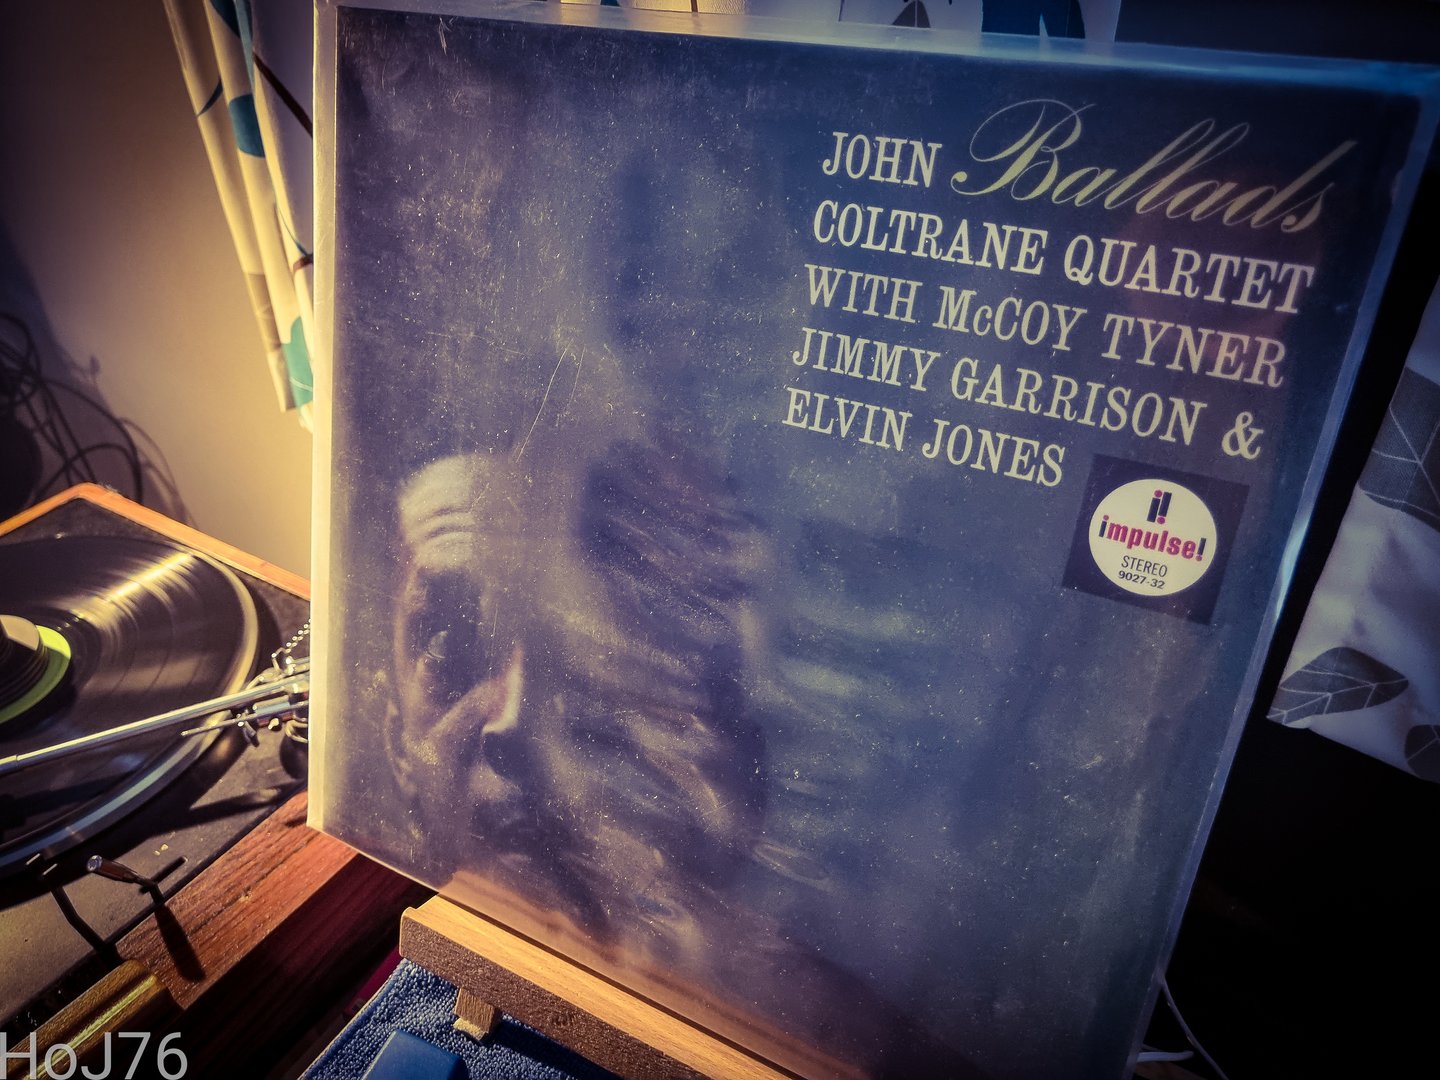 JOHN Ballads
COLTRANE QUARTET
WITH McCOY TYNER
JIMMY GARRISON &
ELVIN JONES
i!
impulse!
STEREO
9027-32
HoJ76